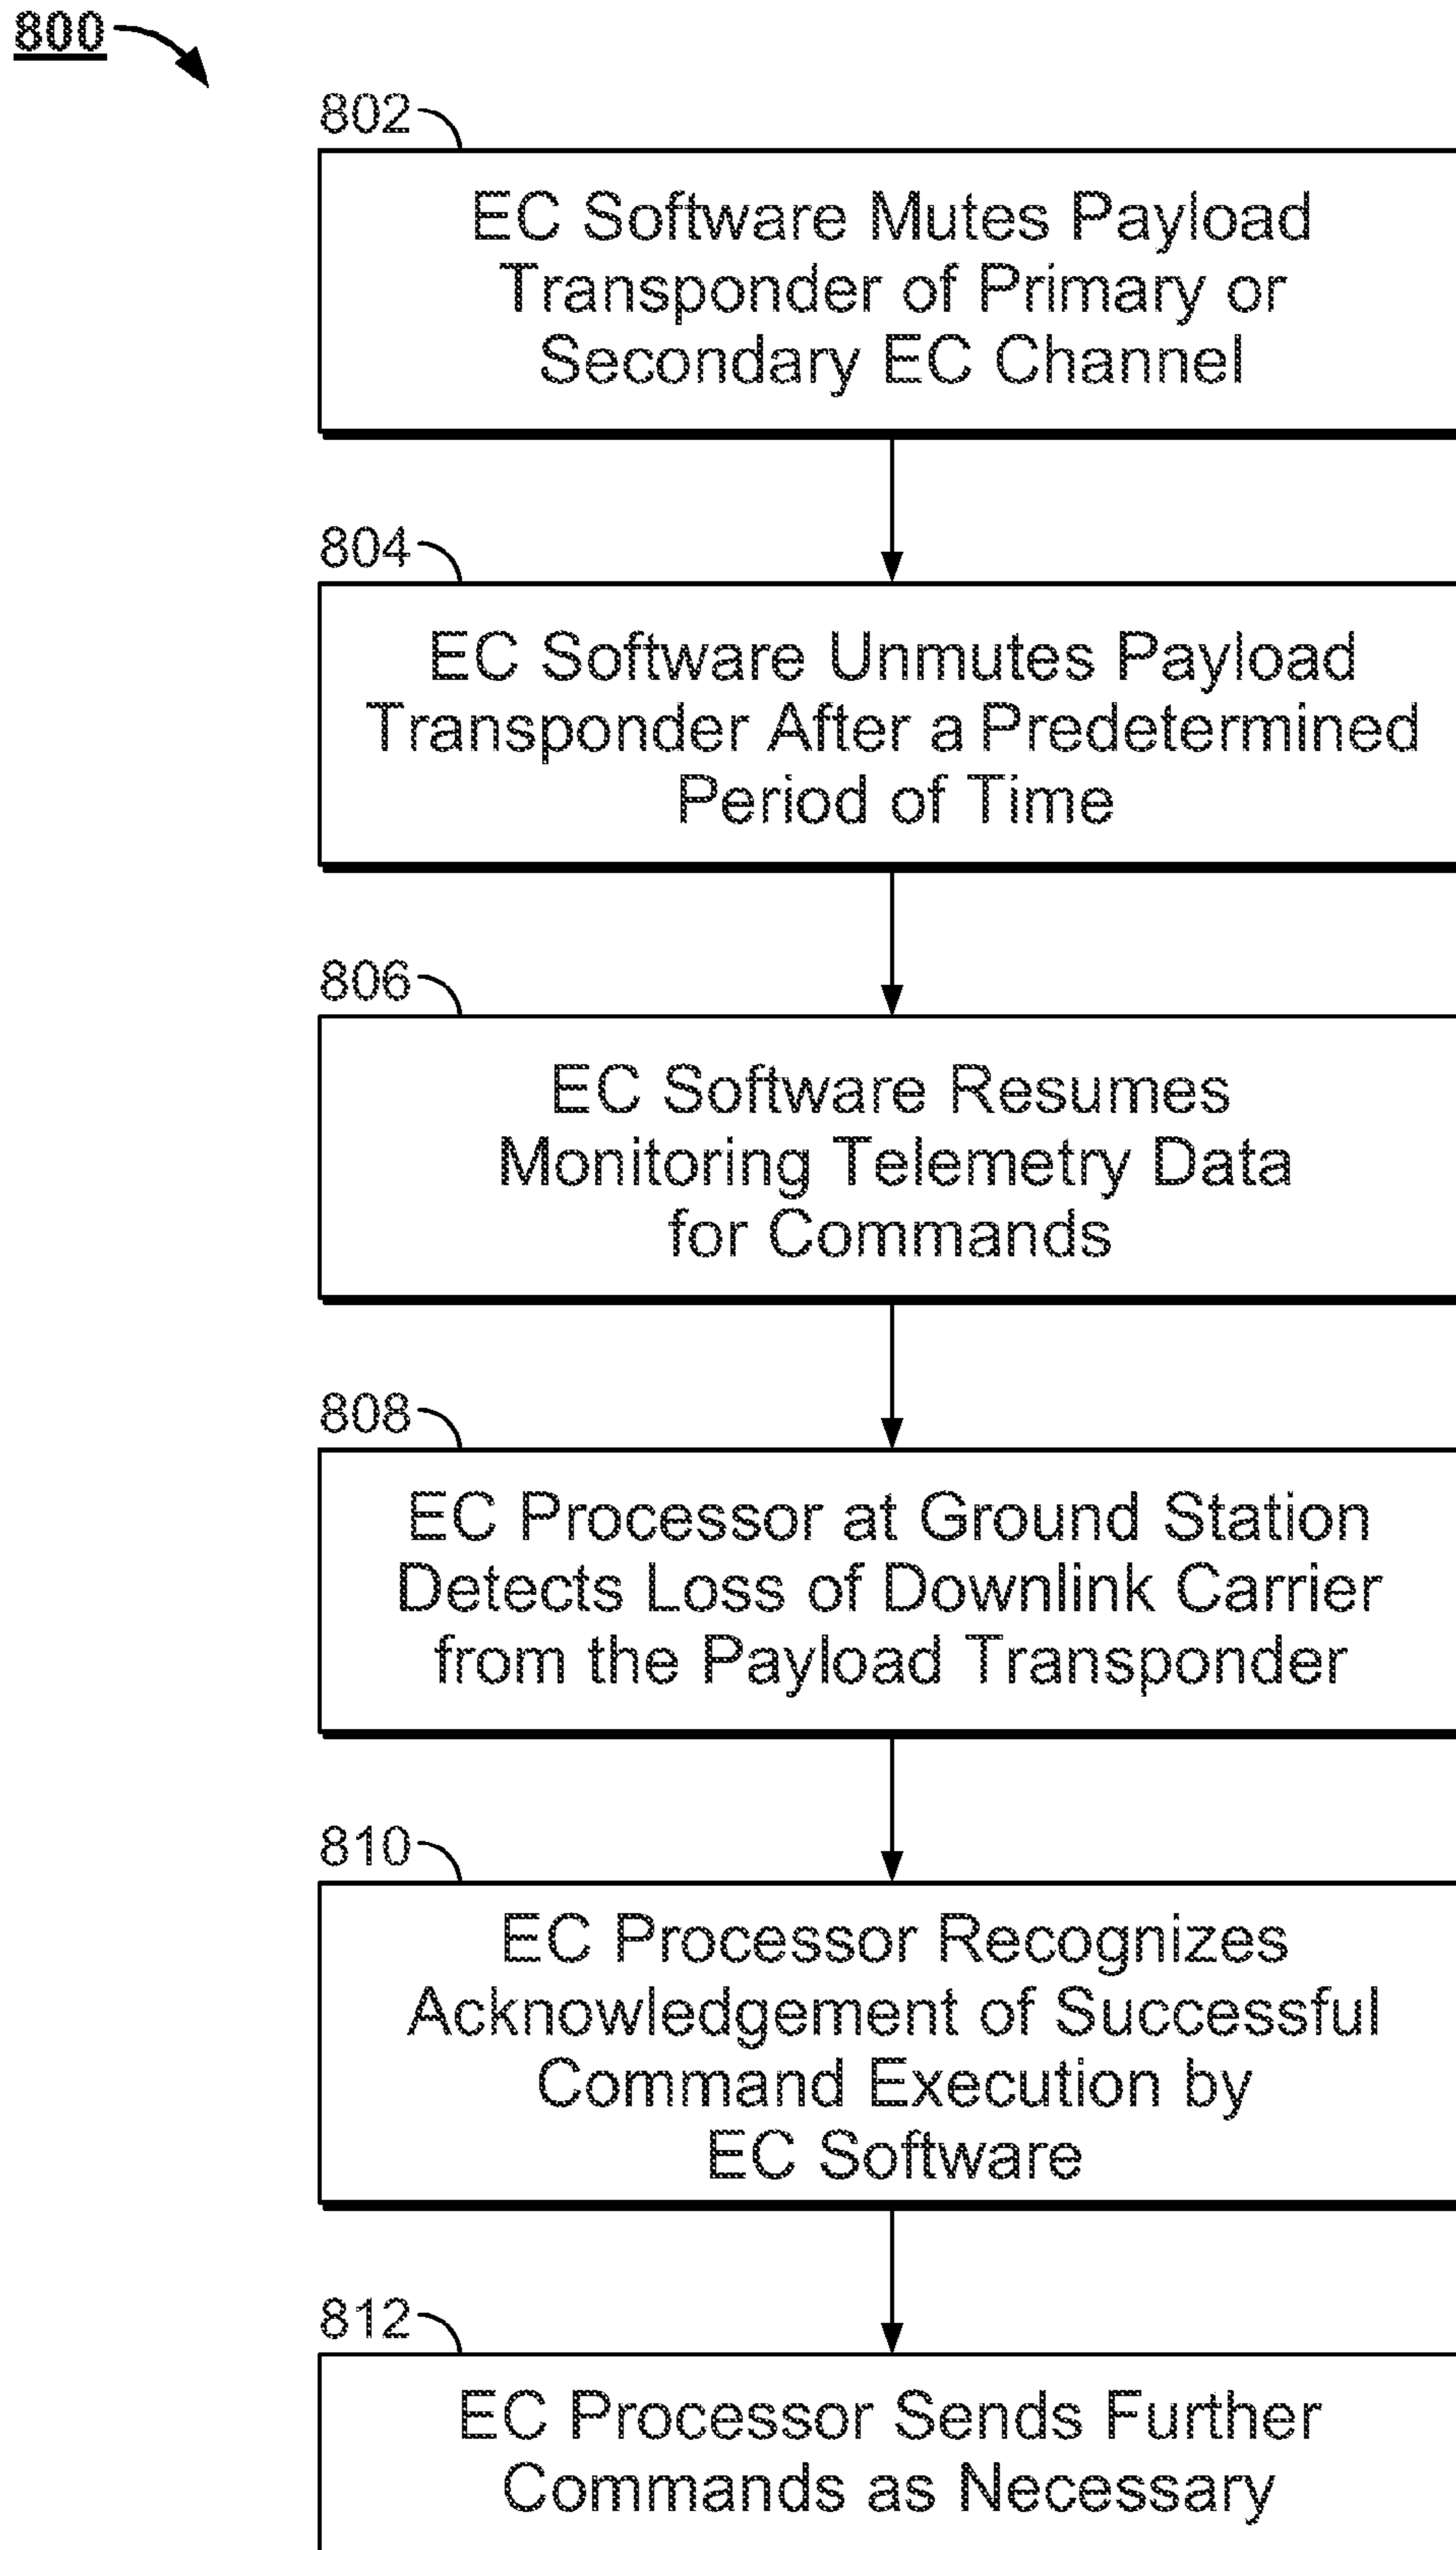 800
802
EC Software Mutes Payload
Transponder of Primary or
Secondary EC Channel
804
EC Software Unmutes Payload
Transponder After a Predetermined
Period of Time
806
EC Software Resumes
Monitoring Telemetry Data
for Commands
808
EC Processor at Ground Station
Detects Loss of Downlink Carrier
from the Payload Transponder
810
EC Processor Recognizes
Acknowledgement of Successful
Command Execution by
EC Software
812
EC Processor Sends Further
Commands as Necessary